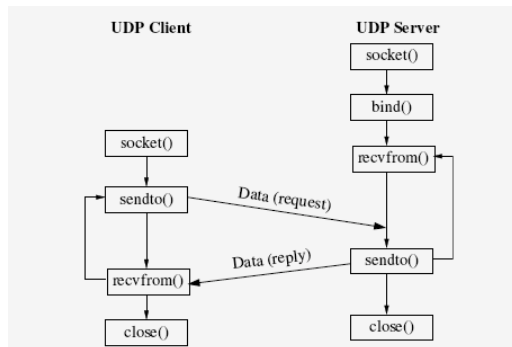 UDP Client
UDP Server
socket()
bind()
socket()
recvfrom()
sendto()
Data (request)
Data (reply)
sendto()
recvfrom()
close()
close()